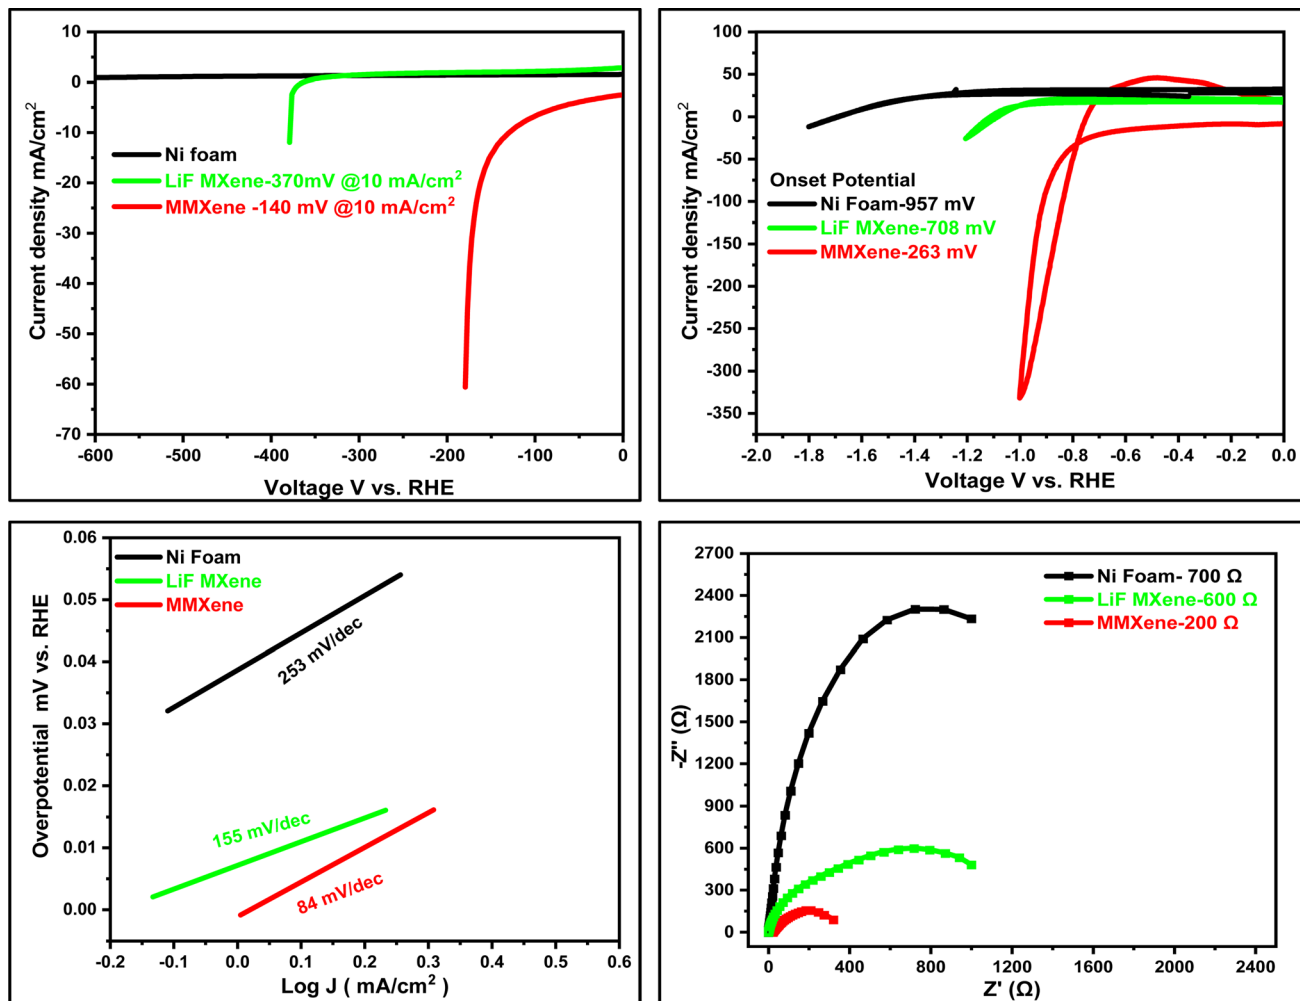 10
0
-10
-20
-30
-40
-50
-60
-70
-600
-500
-400
-300
-200
-100
0
Current density mA/cm²
Voltage V vs. RHE
Ni foam
LiF MXene-370mV @10 mA/cm²
MMXene -140 mV @10 mA/cm²
100
50
0
-50
-100
-150
-200
-250
-300
-350
-2.0
-1.8
-1.6
-1.4
-1.2
-1.0
-0.8
-0.6
-0.4
-0.2
0.0
Current density mA/cm²
Voltage V vs. RHE
Onset Potential
Ni Foam-957 mV
LiF MXene-708 mV
MMXene-263 mV
0.06
0.05
0.04
0.03
0.02
0.01
0.00
-0.2
-0.1
0.0
0.1
0.2
0.3
0.4
0.5
0.6
Overpotential mV vs. RHE
Log J ( mA/cm² )
Ni Foam
LiF MXene
MMXene
253 mV/dec
155 mV/dec
84 mV/dec
2700
2400
2100
1800
1500
1200
900
600
300
0
0
400
800
1200
1600
2000
2400
-Z'' (Ω)
Z' (Ω)
Ni Foam- 700 Ω
LiF MXene-600 Ω
MMXene-200 Ω